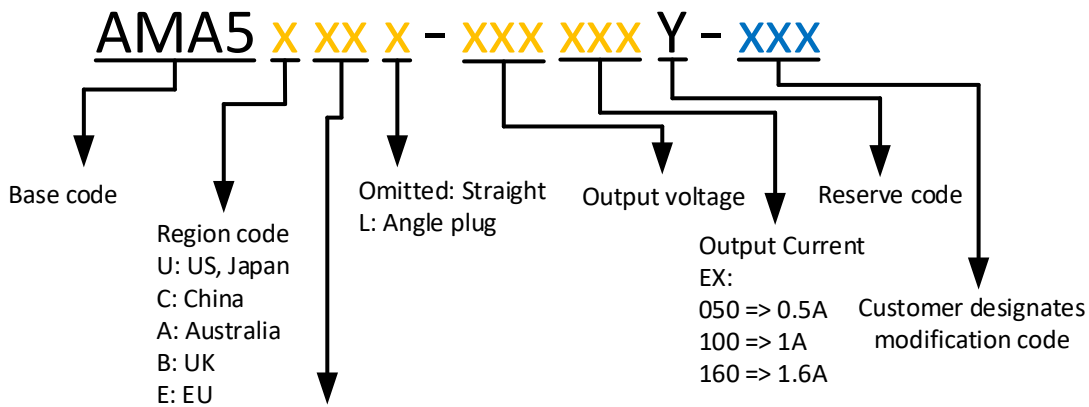 AMA5 x xx x - xxx xxx Y - xxx
Base code
Region code
U: US, Japan
C: China
A: Australia
B: UK
E: EU
Omitted: Straight
L: Angle plug
Output voltage
Output Current
EX:
050 => 0.5A
100 => 1A
160 => 1.6A
Reserve code
Customer designates
modification code